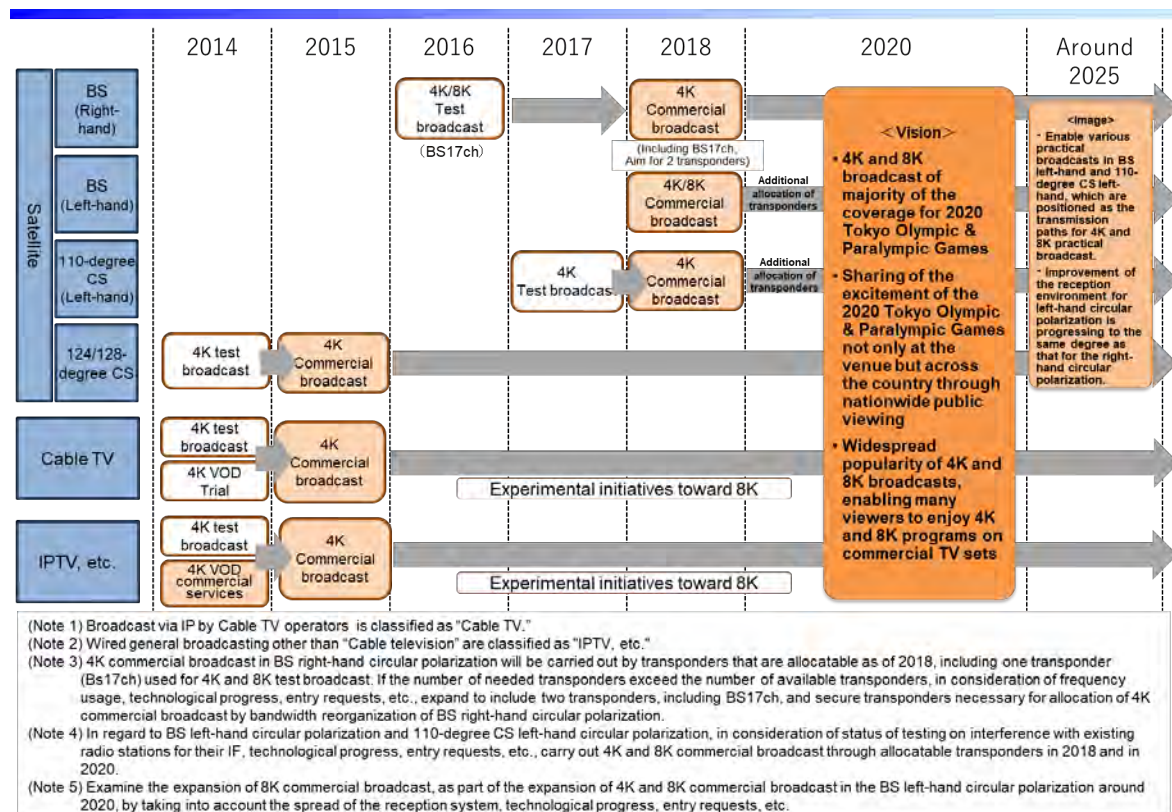 2014
2015
2016
2017
2018
2020
Around
2025
Satellite
BS
(Right-
hand)
4K/8K
Test
broadcast
(BS17ch)
4K
Commercial
broadcast
(Including BS17ch,
Aim for 2 transponders)
BS
(Left-hand)
4K/8K
Commercial
broadcast
Additional
allocation of
transponders
110-degree
CS
(Left-hand)
4K
Test broadcast
4K
Commercial
broadcast
Additional
allocation of
transponders
124/128-
degree CS
4K test
broadcast
4K
Commercial
broadcast
Cable TV
4K test
broadcast
4K VOD
Trial
4K
Commercial
broadcast
Experimental initiatives toward 8K
IPTV, etc.
4K test
broadcast
4K VOD
commercial
services
4K
Commercial
broadcast
Experimental initiatives toward 8K
＜Vision＞
• 4K and 8K
broadcast of
majority of the
coverage for 2020
Tokyo Olympic &
Paralympic Games
• Sharing of the
excitement of the
2020 Tokyo Olympic
& Paralympic Games
not only at the
venue but across
the country through
nationwide public
viewing
• Widespread
popularity of 4K and
8K broadcasts,
enabling many
viewers to enjoy 4K
and 8K programs on
commercial TV sets
<Image>
・Enable various
practical
broadcasts in BS
left-hand and 110-
degree CS left-
hand, which are
positioned as the
transmission
paths for 4K and
8K practical
broadcast.
・Improvement of
the reception
environment for
left-hand circular
polarization is
progressing to the
same degree as
that for the right-
hand circular
polarization.
(Note 1) Broadcast via IP by Cable TV operators is classified as "Cable TV."
(Note 2) Wired general broadcasting other than "Cable television" are classified as "IPTV, etc."
(Note 3) 4K commercial broadcast in BS right-hand circular polarization will be carried out by transponders that are allocatable as of 2018, including one transponder
(Bs17ch) used for 4K and 8K test broadcast. If the number of needed transponders exceed the number of available transponders, in consideration of frequency
usage, technological progress, entry requests, etc., expand to include two transponders, including BS17ch, and secure transponders necessary for allocation of 4K
commercial broadcast by bandwidth reorganization of BS right-hand circular polarization.
(Note 4) In regard to BS left-hand circular polarization and 110-degree CS left-hand circular polarization, in consideration of status of testing on interference with existing
radio stations for their IF, technological progress, entry requests, etc., carry out 4K and 8K commercial broadcast through allocatable transponders in 2018 and in
2020.
(Note 5) Examine the expansion of 8K commercial broadcast, as part of the expansion of 4K and 8K commercial broadcast in the BS left-hand circular polarization around
2020, by taking into account the spread of the reception system, technological progress, entry requests, etc.